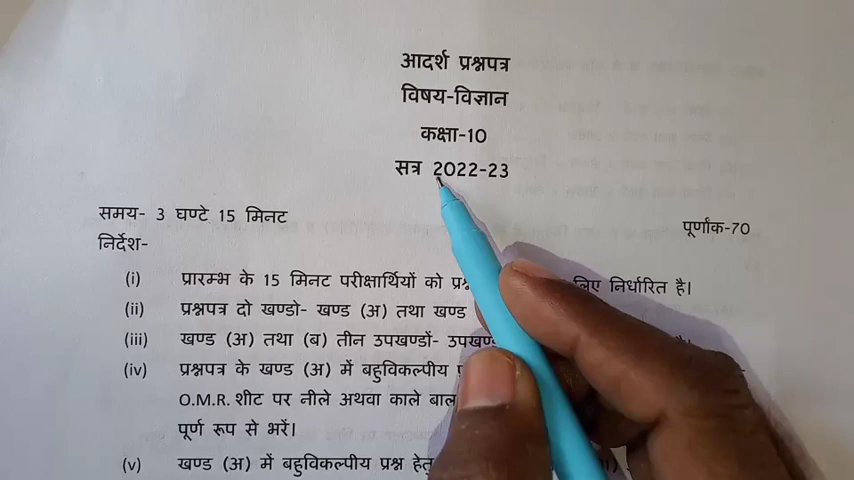 आदर्श प्रश्नपत्र
विषय-विज्ञान
कक्षा-10
सत्र 2022-23
समय- 3 घण्टे 15 मिनट
पूर्णांक-70
निर्देश-
(i) प्रारम्भ के 15 मिनट परीक्षार्थियों को लिए निर्धारित है।
(ii) प्रश्नपत्र दो खण्डो- खण्ड (अ) तथा खण्ड
(iii) खण्ड (अ) तथा (ब) तीन उपखण्डों-
(iv) प्रश्नपत्र के खण्ड (अ) में बहुविकल्पीय
O.M.R. शीट पर नीले अथवा काले
पूर्ण रूप से भरें।
(v) खण्ड (अ) में बहुविकल्पीय प्रश्न